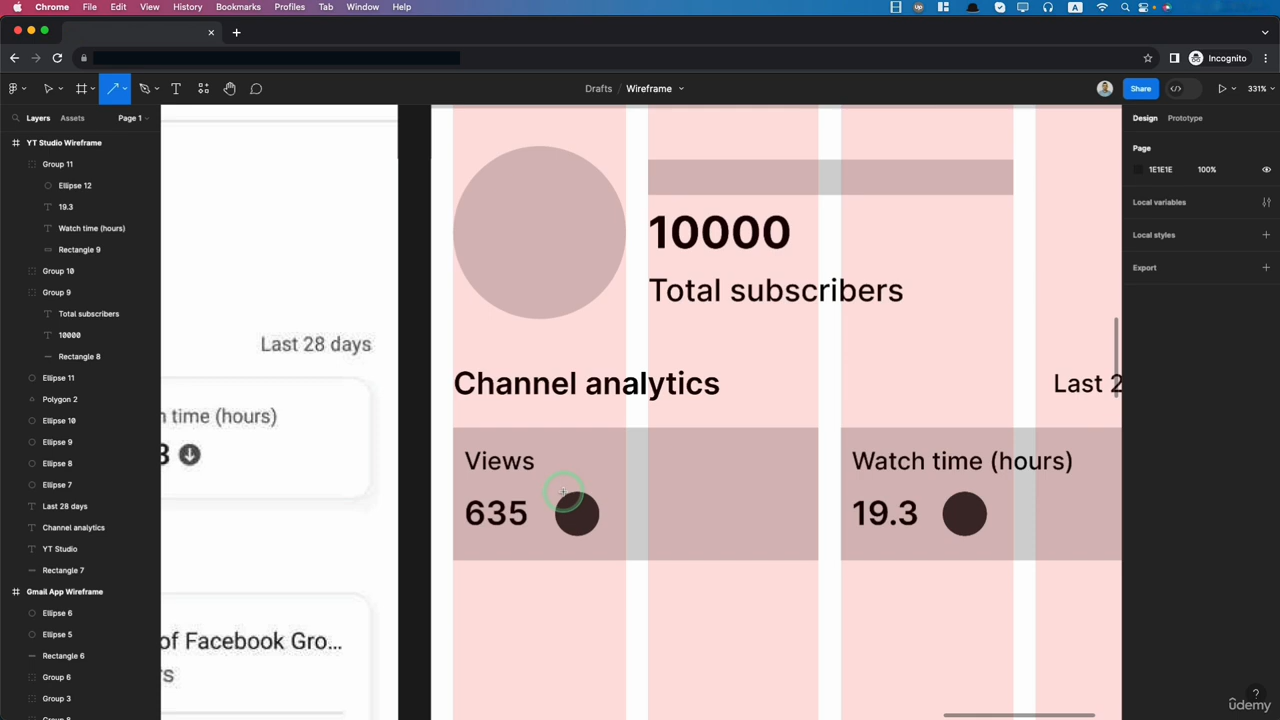 Chrome File Edit View History Bookmarks Profiles Tab Window Help
Incognito
Drafts / Wireframe
Share
331%
Layers Assets Page 1
Design Prototype
YT Studio Wireframe
Group 11
Ellipse 12
19.3
Watch time (hours)
Rectangle 9
Group 10
Group 9
Total subscribers
10000
Rectangle 8
Ellipse 11
Polygon 2
Ellipse 10
Ellipse 9
Ellipse 8
Ellipse 7
Last 28 days
Channel analytics
YT Studio
Rectangle 7
Gmail App Wireframe
Ellipse 6
Ellipse 5
Rectangle 6
Group 6
Group 3
Last 28 days
h time (hours)
of Facebook Gro...
rs
10000
Total subscribers
Channel analytics
Last 2
Views
635
Watch time (hours)
19.3
Page
1E1E1E 100%
Local variables
Local styles
Export
?
ûdemy